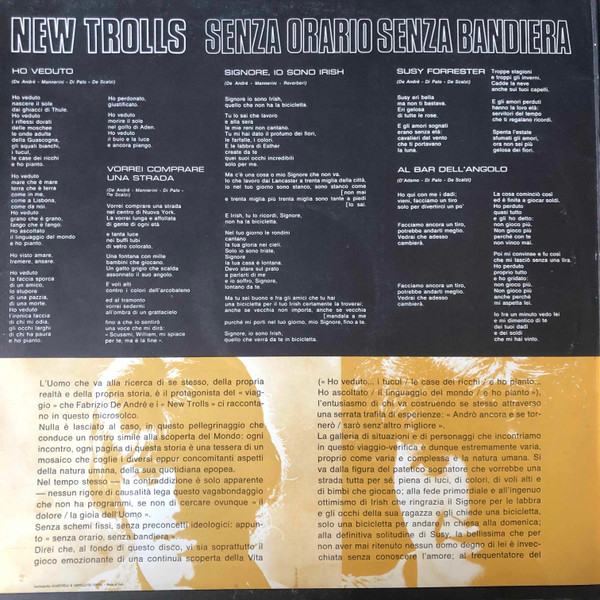 NEW TROLLS SENZA ORARIO SENZA BANDIERA
HO VEDUTO
(De André - Mannerini - Di Palo - De Scalzi)
Ho veduto
nascere il sole
dai ghiacci di Thule.
Ho veduto
i riflessi dorati
delle moschee
le onde adulte
della Guascogna,
gli squali bianchi,
i fucul,
le case dei ricchi
e ho pianto.
Ho veduto
mare che è mare
terra che è terra
come in me,
come a Lisbona,
come da noi.
Ho veduto
grano che è grano,
fango che è fango.
Ho ascoltato
il linguaggio del mondo
e ho pianto.
Ho visto amare,
tremare, ansare.
Ho veduto
la faccia sporca
di un amico,
lo stupore
di una pazzia,
di una morte.
Ho veduto
l'ironica faccia
di chi mi odia,
gli occhi larghi
di chi ha paura
e ho pianto.
Ho perdonato,
giustificato.
Ho veduto
morire il sole
nel golfo di Aden.
Ho veduto
il buio e la luce
e ancora piango.
VORREI COMPRARE
UNA STRADA
(De André - Mannerini - Di Palo -
De Scalzi)
Vorrei comprare una strada
nel centro di Nuova York.
La vorrei lunga e affollata
di gente di ogni età
e tanta luce
nei buffi tubi
di vetro colorato.
Una fontana con mille
bambini che giocano.
Un gatto grigio che scalda
assonnato il suo angolo.
E voli alti
contro i colori dell'arcobaleno
ed al tramonto
vorrei sedermi
all'ombra di un grattacielo
fino a che io sentirò
una voce che mi dirà:
« Scusami, William, mi spiace
per te, ma è la fine ».
SIGNORE, IO SONO IRISH
(De André - Mannerini - Reverberi)
Signore io sono Irish,
quello che non ha la bicicletta.
Tu lo sai che lavoro
e alla sera
le mie reni non cantano.
Tu mi hai dato il profumo dei fiori,
le farfalle, i colori
E le labbra di Esther
create da te
quei suoi occhi incredibili
solo per me.
Ma c'è una cosa o mio Signore che non va.
Io che lavoro dai Lancaster a trenta miglia della città,
io nel tuo giorno sono stanco, sono stanco come
[non mai
e trenta miglia più trenta miglia sono tante a piedi
[lo sai.
E Irish, tu lo ricordi, Signore,
non ha la bicicletta.
Nel tuo giorno le rondini
cantano
la tua gloria nei cieli.
Solo io sono triste,
Signore
la tua casa è lontana.
Devo stare sul prato
a parlarti di me
e io soffro, Signore,
lontano da te.
Ma tu sei buono e fra gli amici che tu hai
una bicicletta per il tuo Irish certamente la troverai;
anche se vecchia non importa, anche se vecchia
[mandala a me
purché mi porti nel tuo giorno, mio Signore, fino a te.
Signore io sono Irish,
quello che verrà da te in bicicletta.
SUSY FORRESTER
(De André - Mannerini - Di Palo - De Scalzi)
Susy eri bella
ma non ti bastava.
Eri gelosa
di tutte le rose.
E gli amori sognati
erano senza età:
cavalieri del vento
che ti portavano
la luna.
Troppe stagioni
e troppi gli inverni.
Cadde la neve
anche sui tuoi capelli.
E gli amori perduti
hanno la loro età:
servitori del tempo
che ti regalano ricordi.
Spenta l'estate
sfumati gli amori,
ora non sei più
gelosa dei fiori.
AL BAR DELL'ANGOLO
(D'Adamo - Di Palo - De Scalzi)
Ho qui con me i dadi;
vieni, facciamo un tiro
solo per divertirci un po'
Facciamo ancora un tiro,
potrebbe andarti meglio.
Vedrai che adesso
cambierà.
Facciamo ancora un tiro,
potrebbe andarti meglio.
Vedrai che adesso
cambierà.
La cosa cominciò così
ed è finita a giocar soldi.
Ho perduto
quasi tutto
e gli ho detto:
non gioco più.
Non gioco più
perché con te
non vinco mai.
Poi mi convinse e fu così
che mi lasciò senza una lira.
Ho perduto
proprio tutto
e ho gridato:
non gioco più.
Non gioco più
anche perché
mi aspetta lei.
Io fra un minuto vedo lei
e mi dimentico di te
dei tuoi dadi
e dei soldi
che mi hai vinto.
L'Uomo che va alla ricerca di se stesso, della propria
realtà e della propria storia, è il protagonista del « viag-
gio » che Fabrizio De André e i « New Trolls » ci racconta-
no in questo microsolco.
Nulla è lasciato al caso, in questo pellegrinaggio che
conduce un nostro simile alla scoperta del Mondo: ogni
incontro, ogni pagina di questa storia è una tessera di un
mosaico che coglie i diversi eppur concomitanti aspetti
della natura umana, nella sua quotidiana epopea.
Nel tempo stesso — la contraddizione è solo apparente
— nessun rigore di causalità lega questo vagabondaggio
che non ha programmi, se non di cercare ovunque « il
dolore / la gioia dell'Uomo ».
Senza schemi fissi, senza preconcetti ideologici: appun-
to « senza orario, senza bandiera ».
Direi che, al fondo di questo disco, vi sia soprattutto il
gioco emozionante di una continua scoperta della Vita
(« Ho veduto... i fucul / le case dei ricchi / e ho pianto...
Ho ascoltato / il linguaggio del mondo / e ho pianto »),
l'entusiasmo di chi va costruendo se stesso attraverso
una serrata trafila di esperienze: « Andrò ancora e se tor-
nerò / sarò senz'altro migliore ».
La galleria di situazioni e personaggi che incontriamo
in questo viaggio-verifica è dunque estremamente varia,
proprio come varia e complessa è la natura umana. Si
va dalla figura del patetico sognatore che vorrebbe una
strada tutta per sé, piena di luci, di colori, di voli alti e
di bimbi che giocano; alla fede primordiale e all'ingenuo
ottimismo di Irish che ringrazia il Signore per le labbra
e gli occhi della sua ragazza e gli chiede una bicicletta,
solo una bicicletta per andare in chiesa alla domenica;
alla definitiva solitudine di Susy, la bellissima che per
non aver mai ritenuto nessun uomo degno di lei è invec-
chiata senza conoscere l'amore; al frequentatore del